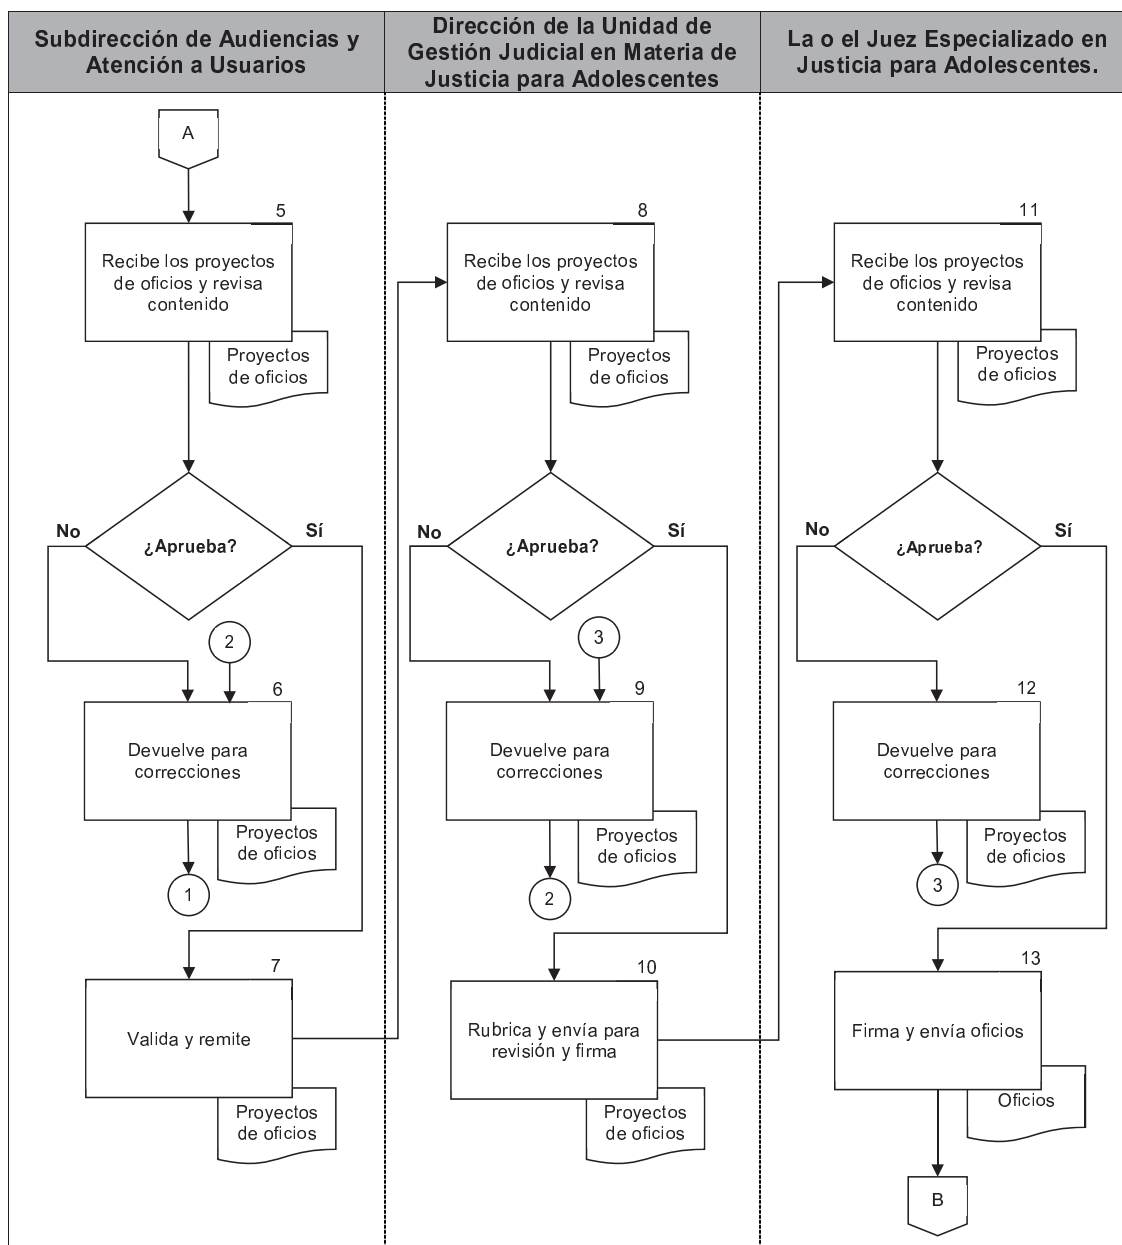 Subdirección de Audiencias y
Atención a Usuarios
Dirección de la Unidad de
Gestión Judicial en Materia de
Justicia para Adolescentes
La o el Juez Especializado en
Justicia para Adolescentes.
A
5
Recibe los proyectos
de oficios y revisa
contenido
Proyectos
de oficios
¿Aprueba?
No
Sí
2
6
Devuelve para
correcciones
Proyectos
de oficios
1
7
Valida y remite
Proyectos
de oficios
8
Recibe los proyectos
de oficios y revisa
contenido
Proyectos
de oficios
¿Aprueba?
No
Sí
3
9
Devuelve para
correcciones
Proyectos
de oficios
2
10
Rubrica y envía para
revisión y firma
Proyectos
de oficios
11
Recibe los proyectos
de oficios y revisa
contenido
Proyectos
de oficios
¿Aprueba?
No
Sí
12
Devuelve para
correcciones
Proyectos
de oficios
3
13
Firma y envía oficios
Oficios
B